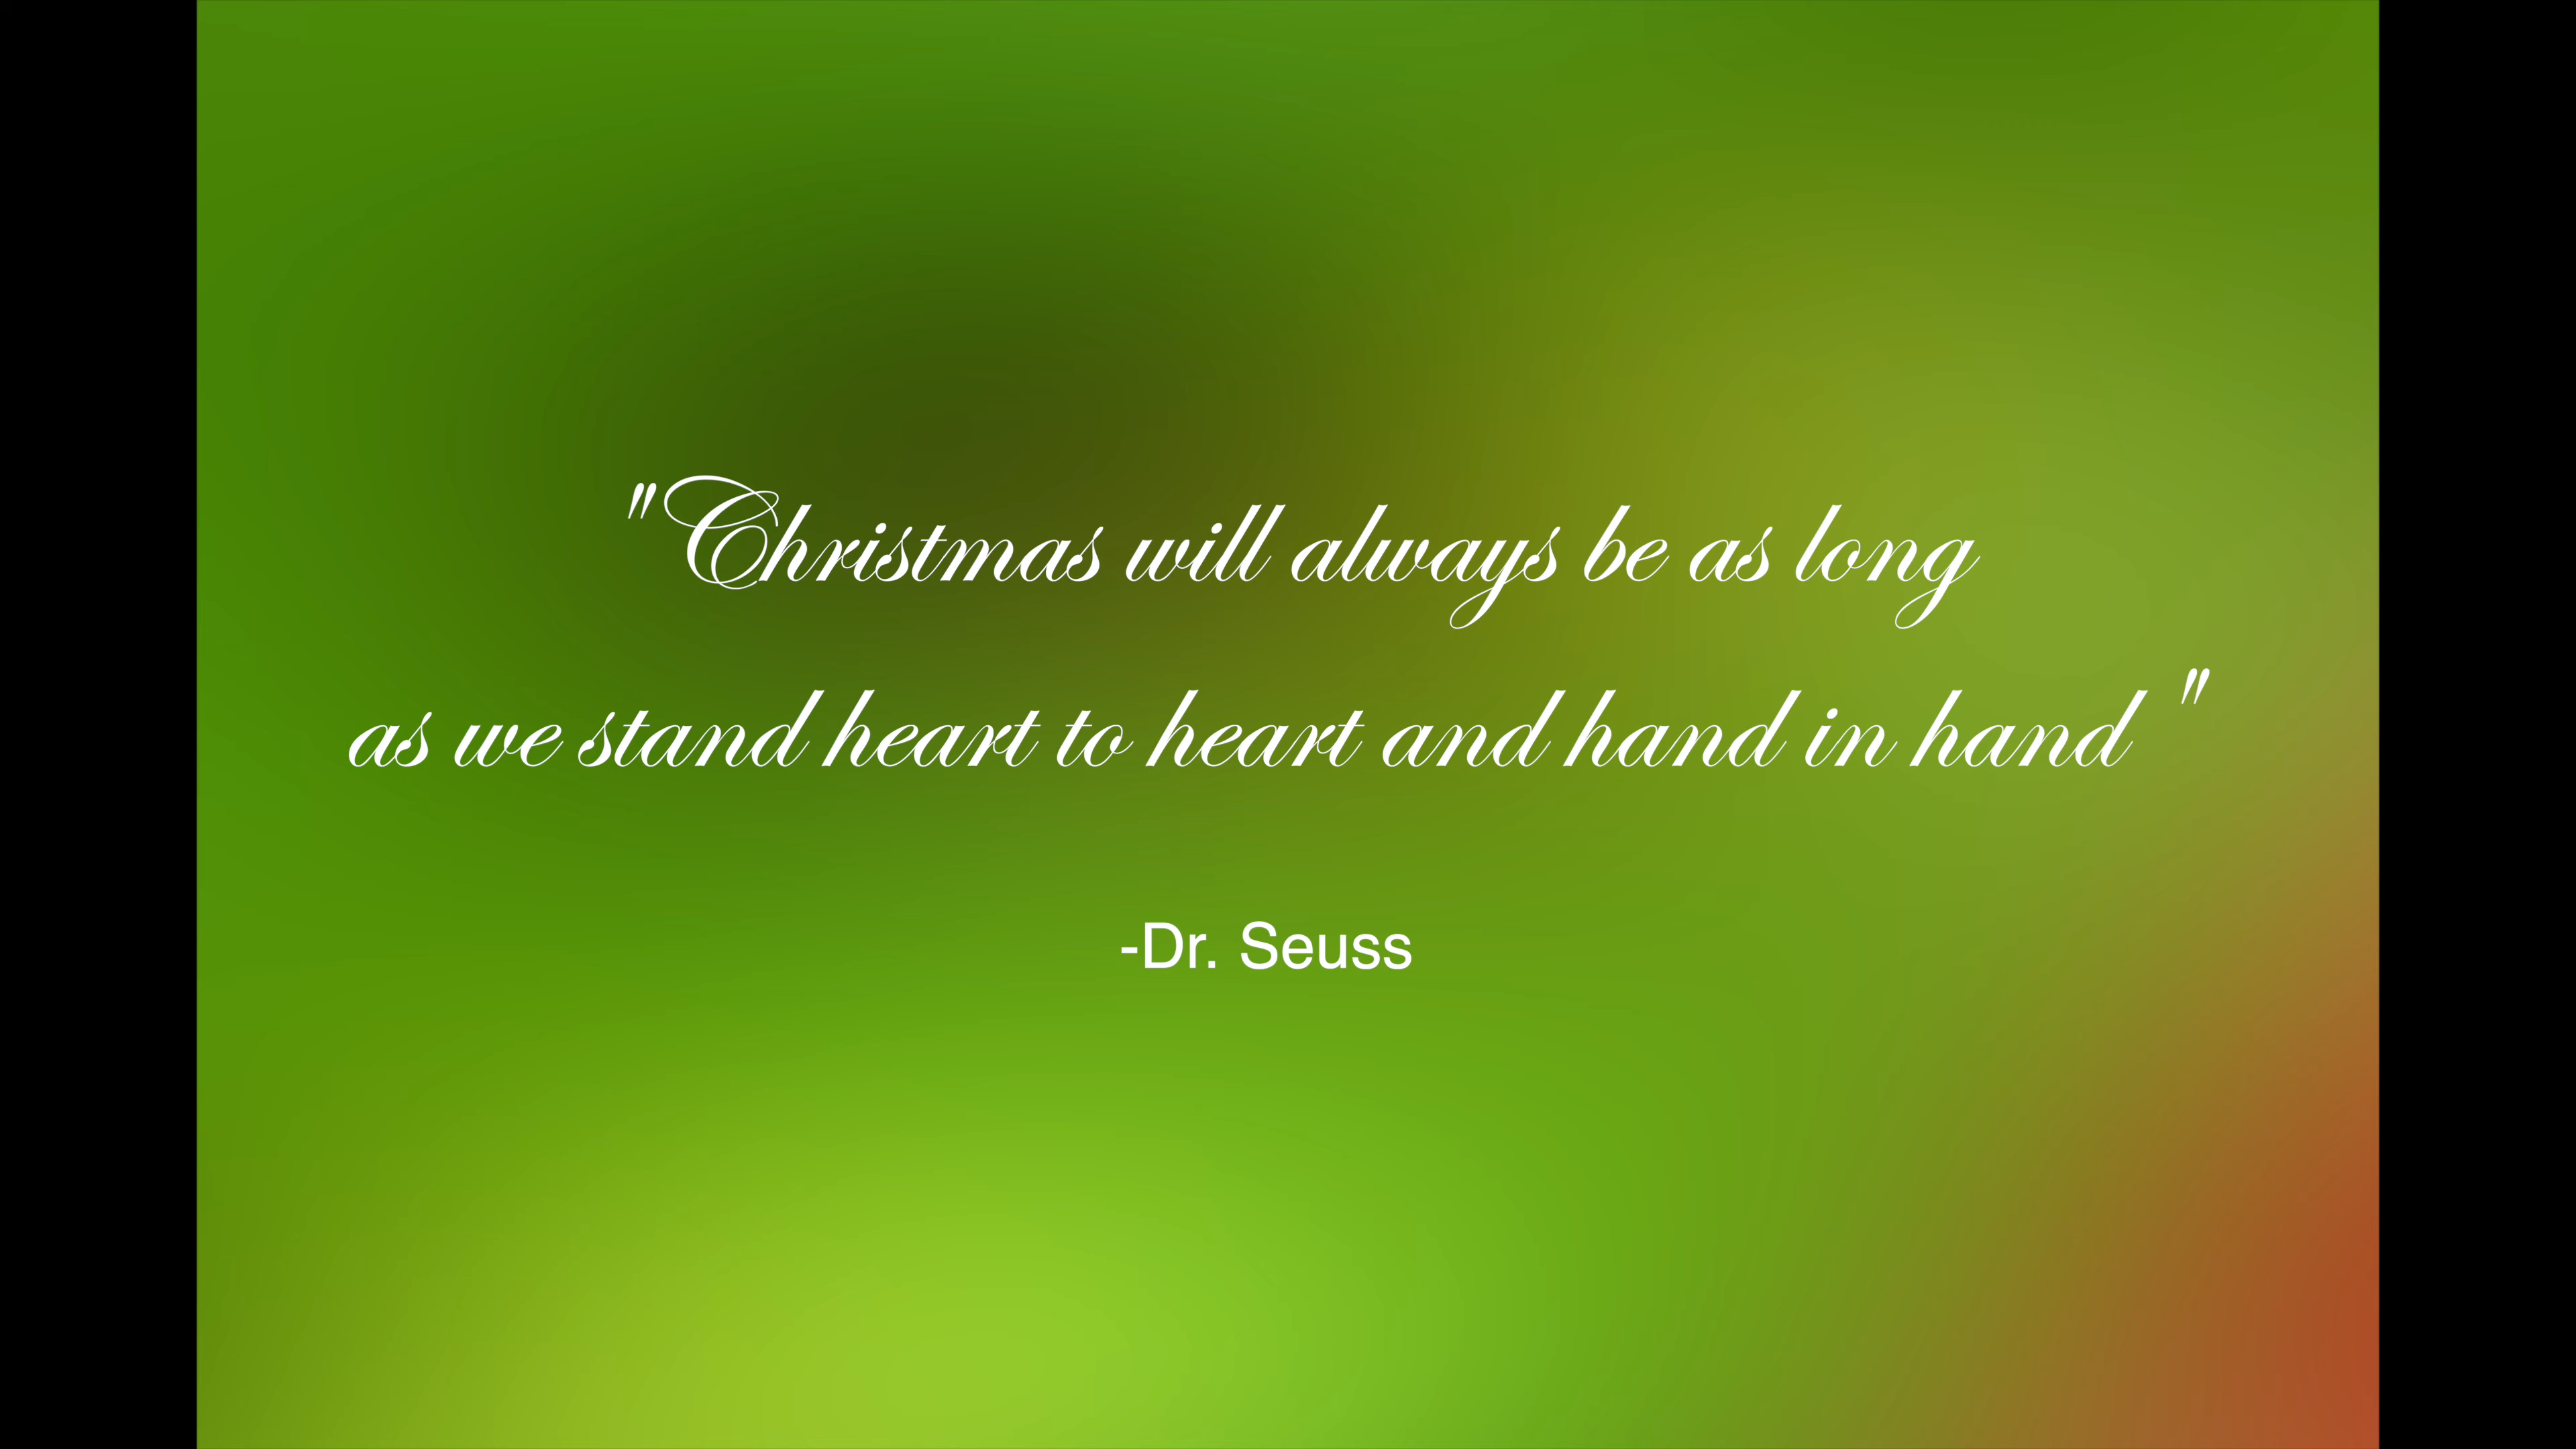 "Christmas will always be as long
as we stand heart to heart and hand in hand "
-Dr. Seuss